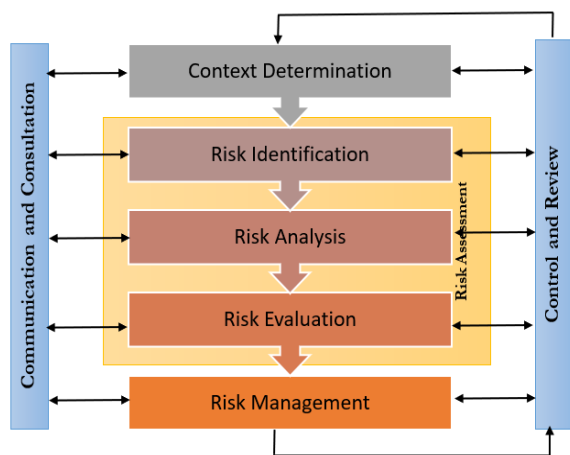 Context Determination
Risk Identification
Risk Analysis
Risk Evaluation
Risk Management
Communication and Consultation
Risk Assessment
Control and Review